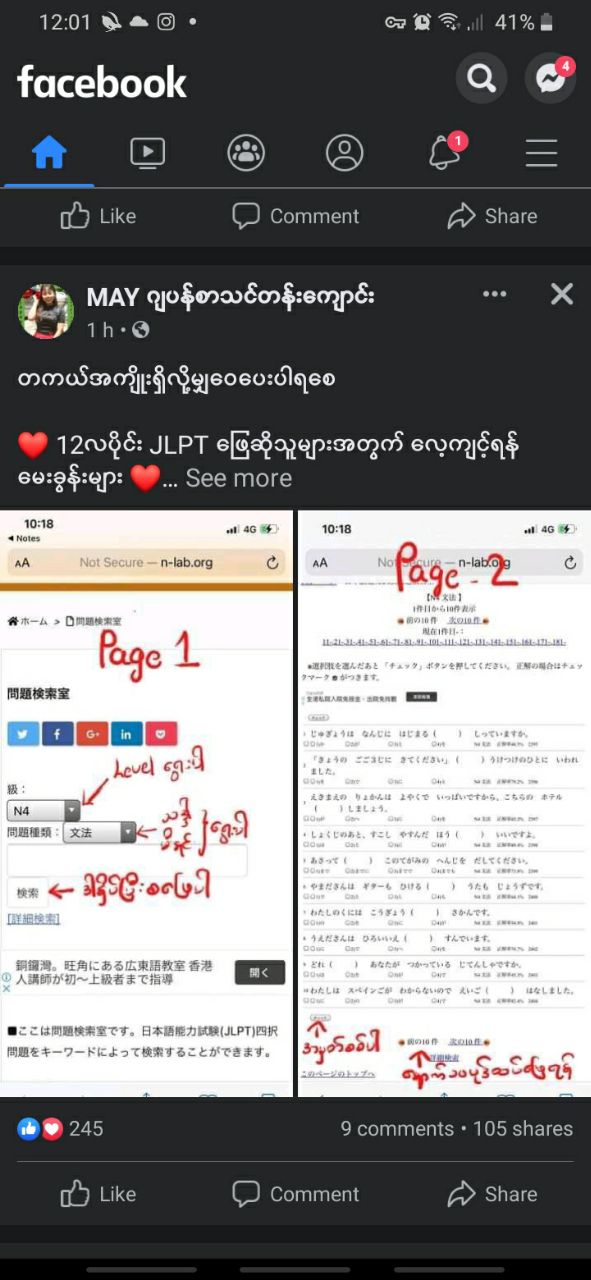 12:01
41%
facebook
4
1
Like Comment Share
MAY ဂျပန်စာသင်တန်းကျောင်း
1 h
တကယ်အကျိုးရှိလို့မျှဝေပေးပါရစေ
12လပိုင်း JLPT ဖြေဆိုသူများအတွက် လေ့ကျင့်ရန်
မေးခွန်းများ ... See more
10:18
4G
Notes
AA Not Secure — n-lab.org
ホーム > 問題検索室
Page 1
問題検索室
G+ in
Level ရွေးပါ
級：
N4
問題種類： 文法
ရွေးပါ
検索
ဒါနှိပ်ပြီးစဖြေပါ
[詳細検索]
銅鑼灣。旺角にある広東語教室 香港
人講師が初〜上級者まで指導
開く
■ここは問題検索室です。日本語能力試験(JLPT)四択
問題をキーワードによって検索することができます。
10:18
4G
AA Not Secure — n-lab.org
Page - 2
【N4 文法 】
1件目から10件表示
前の10件 次の10件
現在1件目-:
11-.21-.31-.41-.51-.61-.71-.81-.91-.101-.111-.121-.131-.141-.151-.161-.171-.181-
※選択肢を選んだあと「チェック」ボタンを押してください。正解の場合はチェッ
クマーク がつきます。
チェック
1 じゅぎょうは なんじに はじまる（ ） しっていますか。
2 「きょうの ごご3じに きてください」（ ）うけつけのひとに いわれ
ました。
3 えきまえの りょかんは よやくで いっぱいですから、こちらの ホテル
（ ）しましょう。
4 しょくじのあと、すこし やすんだ ほう（ ） いいですよ。
5 あさって（ ） このてがみの へんじを だしてください。
6 やまださんは ギターも ひける（ ） うたも じょうずです。
7 わたしのくには こうぎょう（ ） さかんです。
8 うえださんは ひろいいえ（ ） すんでいます。
9 どれ（ ） あなたが つかっている じてんしゃですか。
10 わたしは スペインごが わからないので えいご（ ） はなしました。
チェック
အမှတ်စစ်ပါ
前の10件 次の10件
詳細検索
このページのトップへ
245
9 comments • 105 shares
Like Comment Share